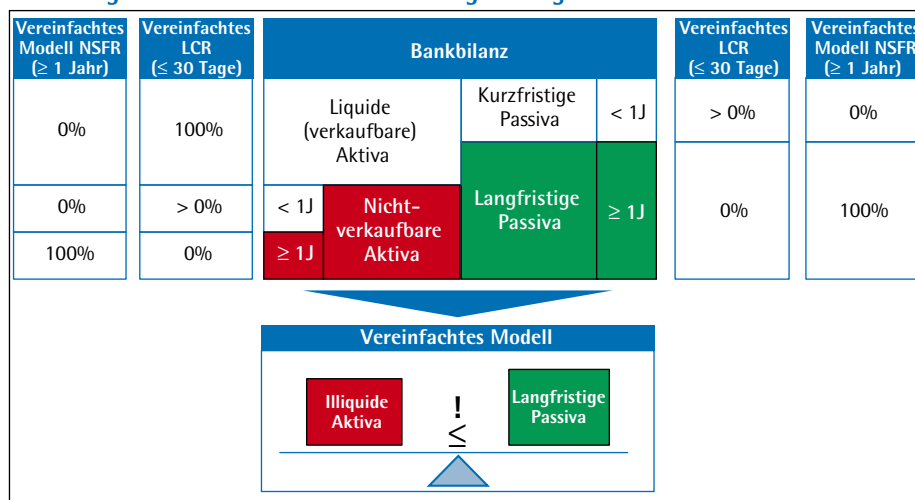 Vereinfachtes
Modell NSFR
(≥ 1 Jahr)
Vereinfachtes
LCR
(≤ 30 Tage)
Bankbilanz
Vereinfachtes
LCR
(≤ 30 Tage)
Vereinfachtes
Modell NSFR
(≥ 1 Jahr)
0%
100%
Liquide
(verkaufbare)
Aktiva
Kurzfristige
Passiva
< 1J
> 0%
0%
0%
> 0%
< 1J
Nicht-
verkaufbare
Aktiva
Langfristige
Passiva
≥ 1J
0%
100%
100%
0%
≥ 1J
Vereinfachtes Modell
Illiquide
Aktiva
!
≤
Langfristige
Passiva